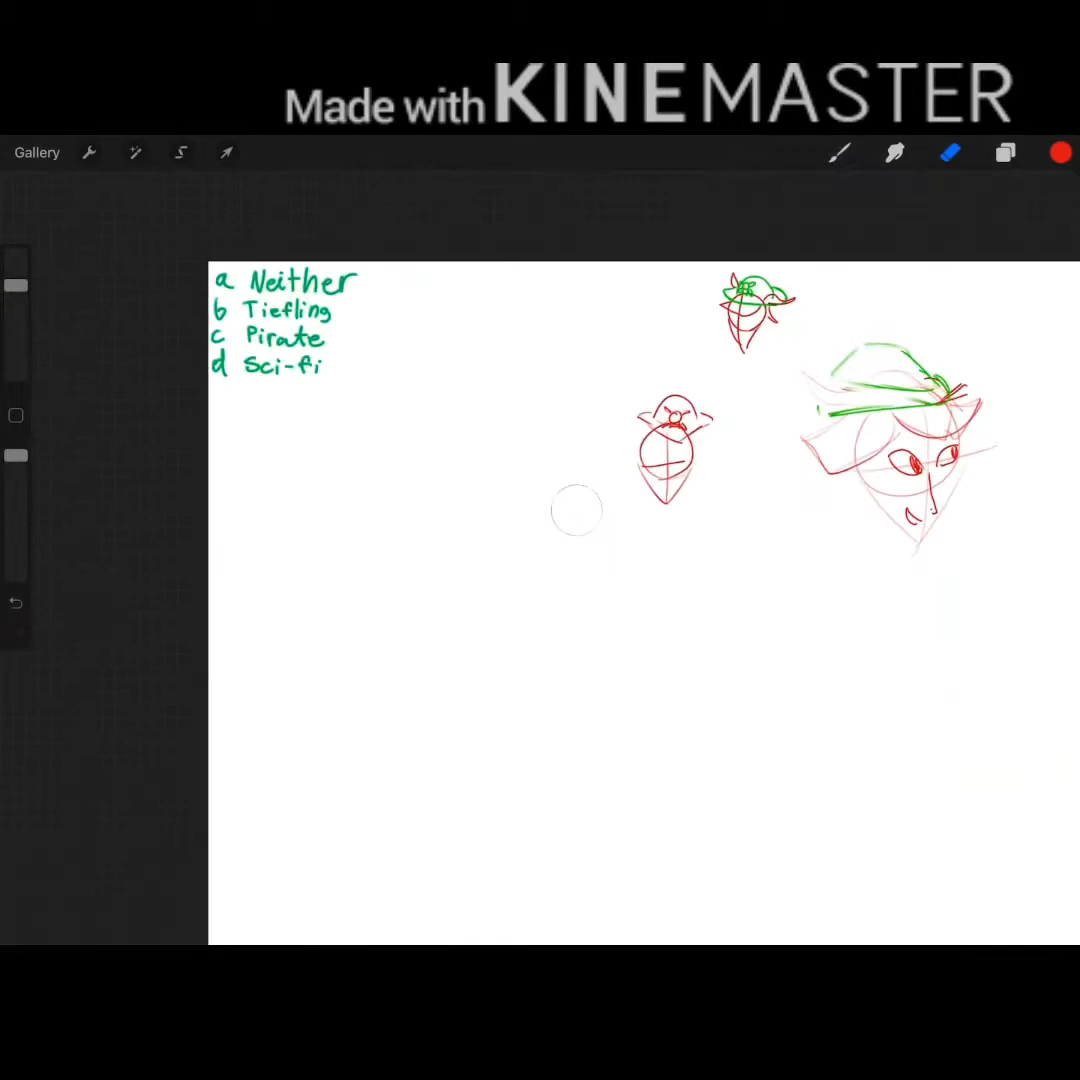 Made with KINEMASTER
Gallery
a Neither
b Tiefling
c Pirate
d Sci-fi